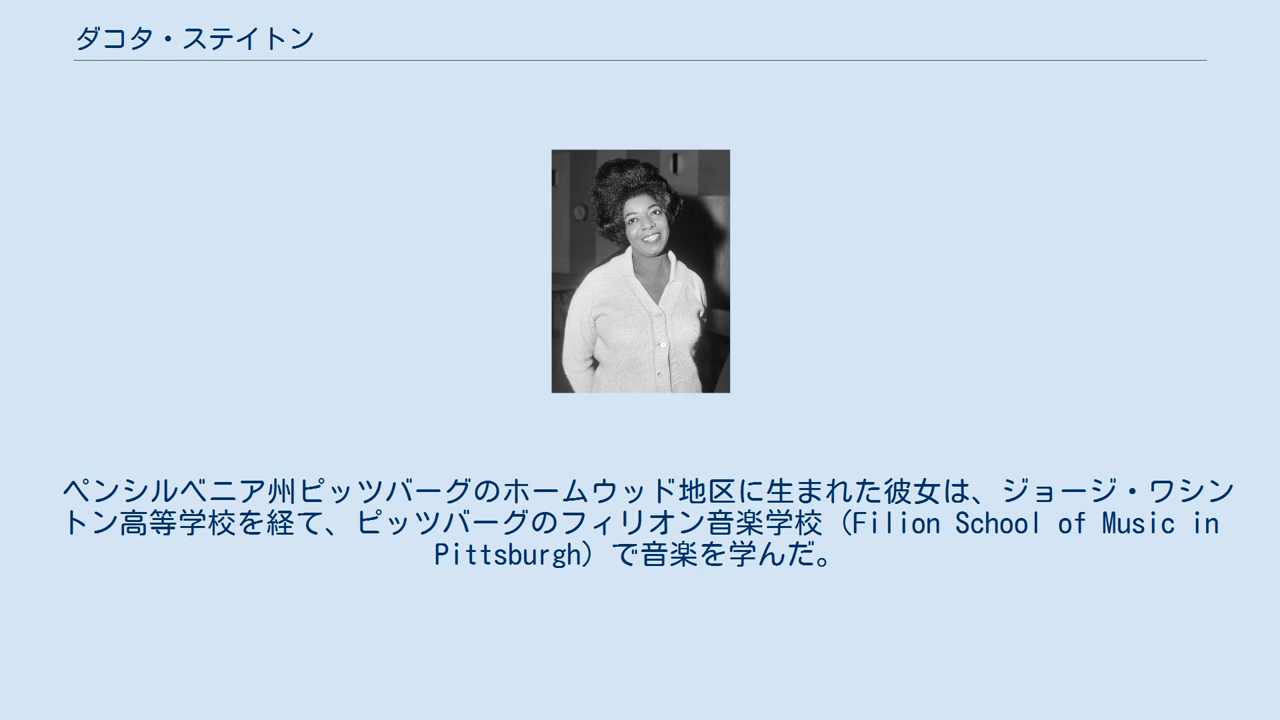 ダコタ・ステイトン
ペンシルベニア州ピッツバーグのホームウッド地区に生まれた彼女は、ジョージ・ワシン
トン高等学校を経て、ピッツバーグのフィリオン音楽学校（Filion School of Music in
Pittsburgh）で音楽を学んだ。